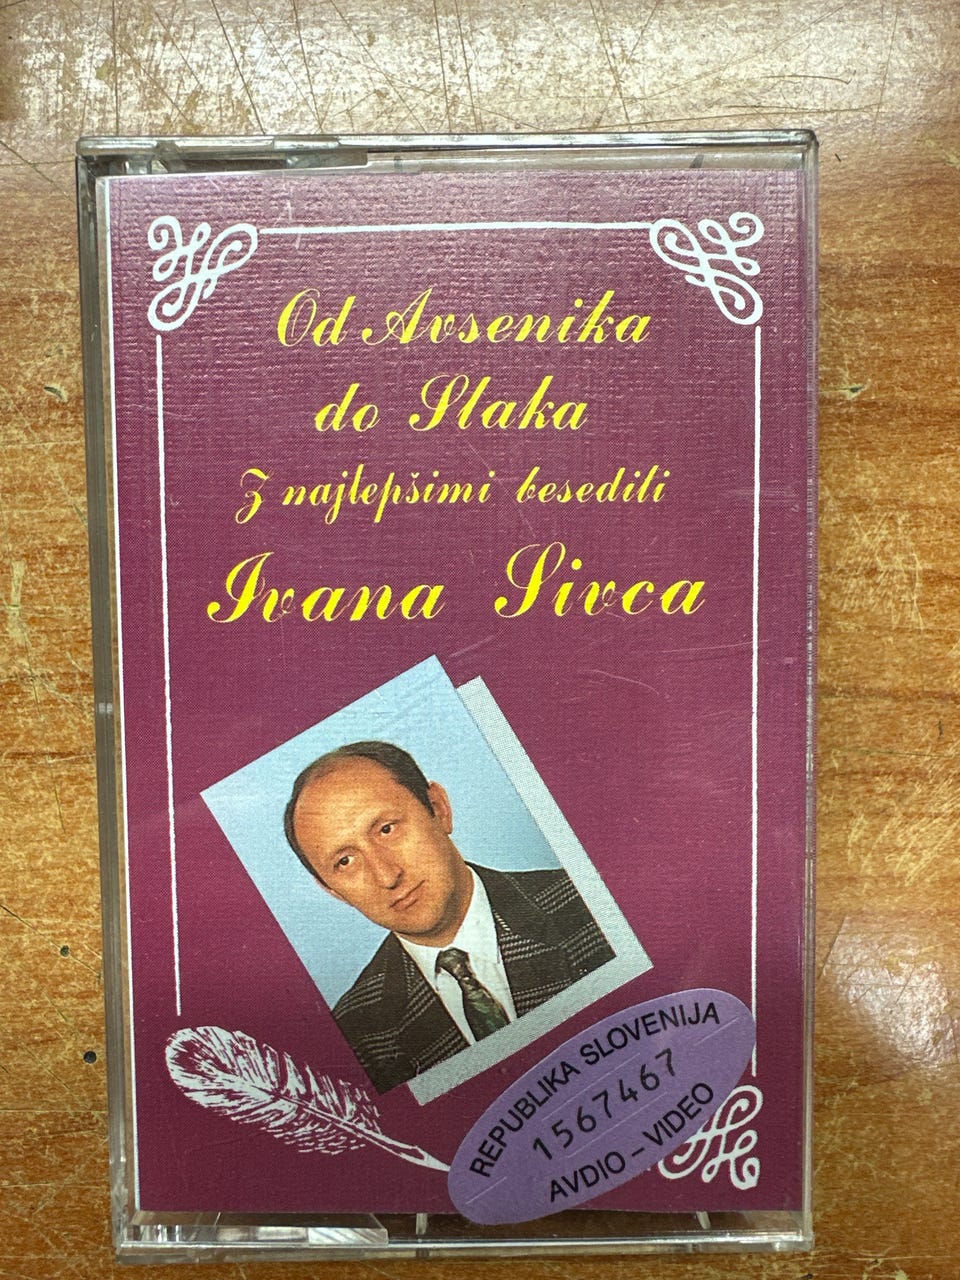 Od Avsenika
do Slaka
Z najlepšimi besedili
Ivana Sivca
REPUBLIKA SLOVENIJA
1567467
AVDIO – VIDEO